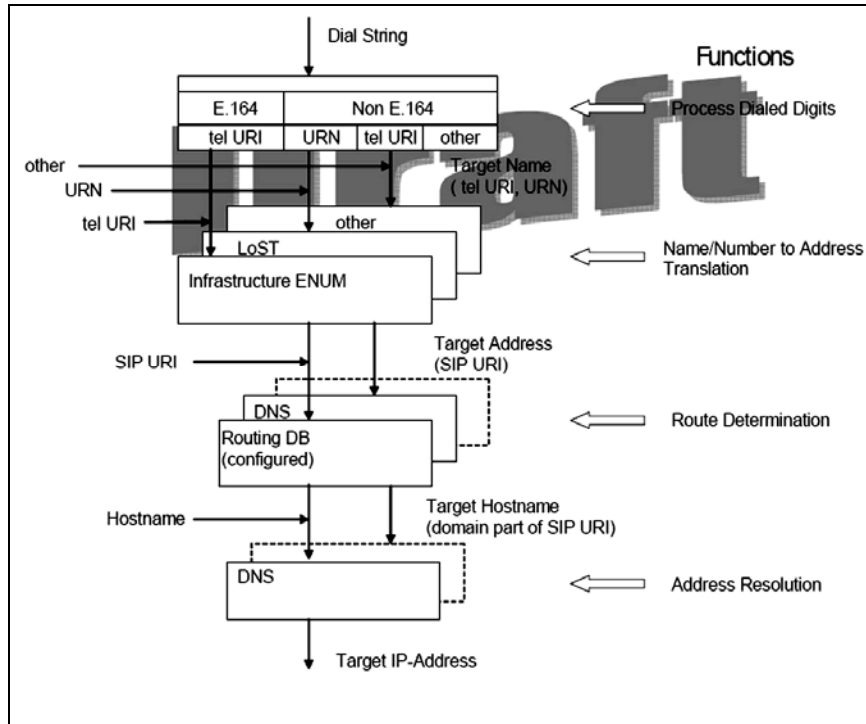 Dial String
Functions
E.164 Non E.164
Process Dialed Digits
tel URI URN tel URI other
other
Target Name
( tel URI, URN)
URN
tel URI
other
LoST
Name/Number to Address
Translation
Infrastructure ENUM
Target Address
(SIP URI)
SIP URI
DNS
Routing DB
(configured)
Route Determination
Target Hostname
(domain part of SIP URI)
Hostname
DNS
Address Resolution
Target IP-Address